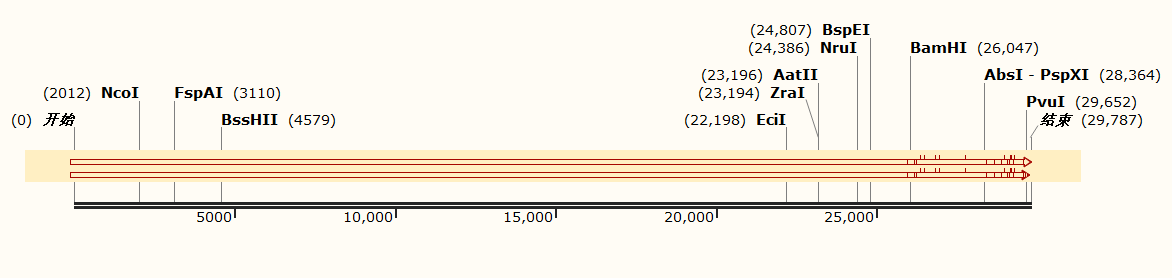 (24,807) BspEI
(24,386) NruI
BamHI (26,047)
(23,196) AatII
AbsI - PspXI (28,364)
(2012) NcoI
FspAI (3110)
(23,194) ZraI
PvuI (29,652)
(0) 开始
BssHII (4579)
(22,198) EciI
结束 (29,787)
5000
10,000
15,000
20,000
25,000